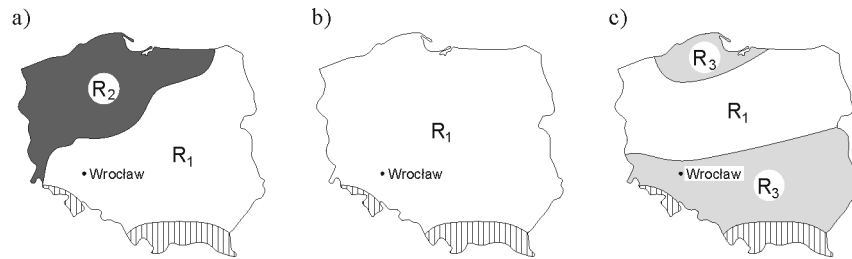 a)
b)
c)
R₂
R₁
Wrocław
R₁
Wrocław
R₃
R₁
Wrocław
R₃